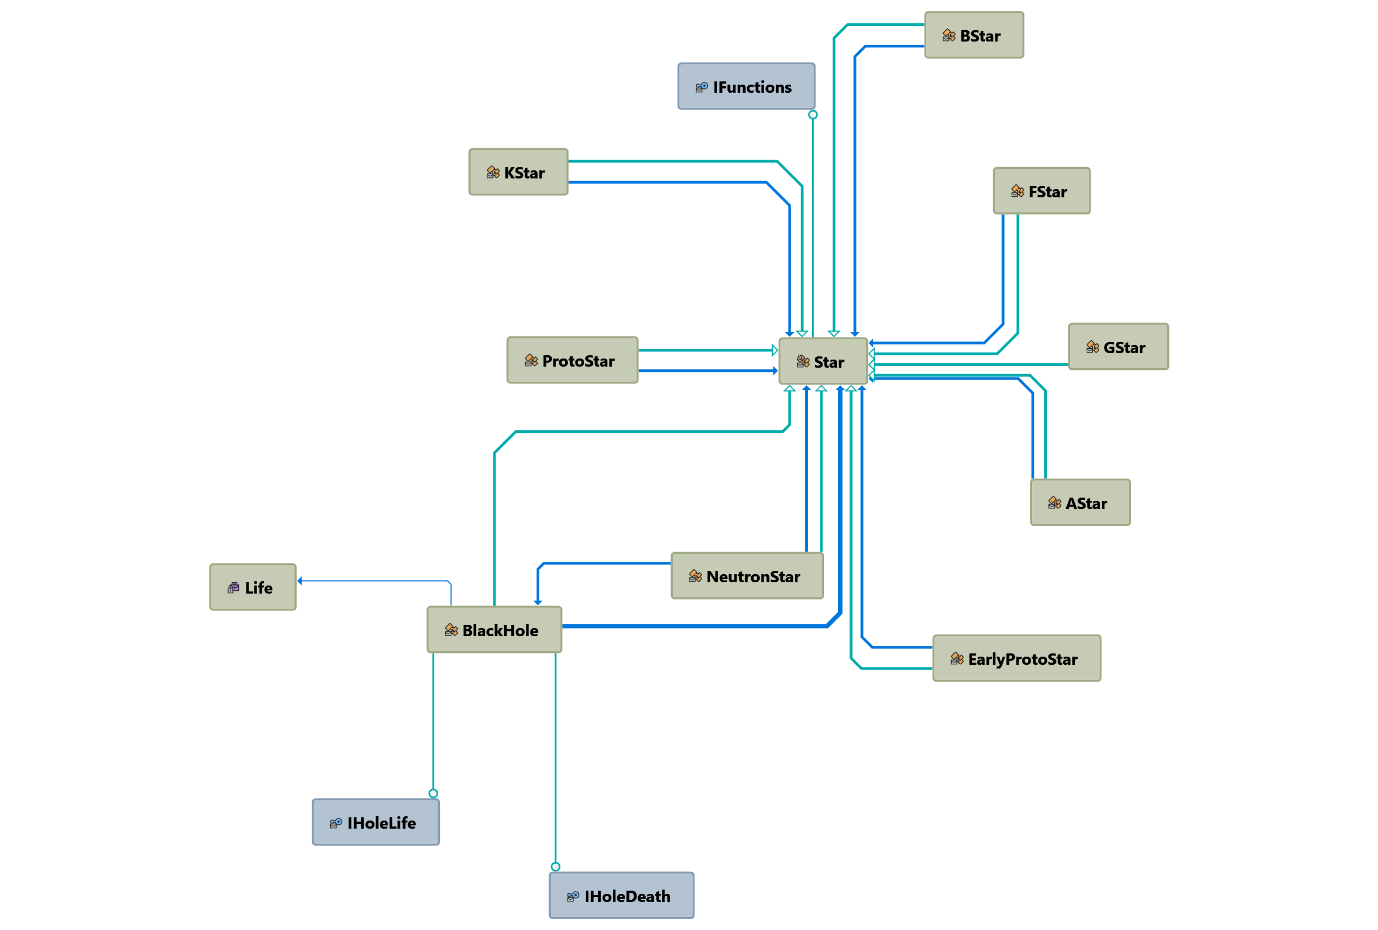 BStar
IFunctions
KStar
FStar
GStar
ProtoStar
Star
AStar
NeutronStar
Life
BlackHole
EarlyProtoStar
IHoleLife
IHoleDeath